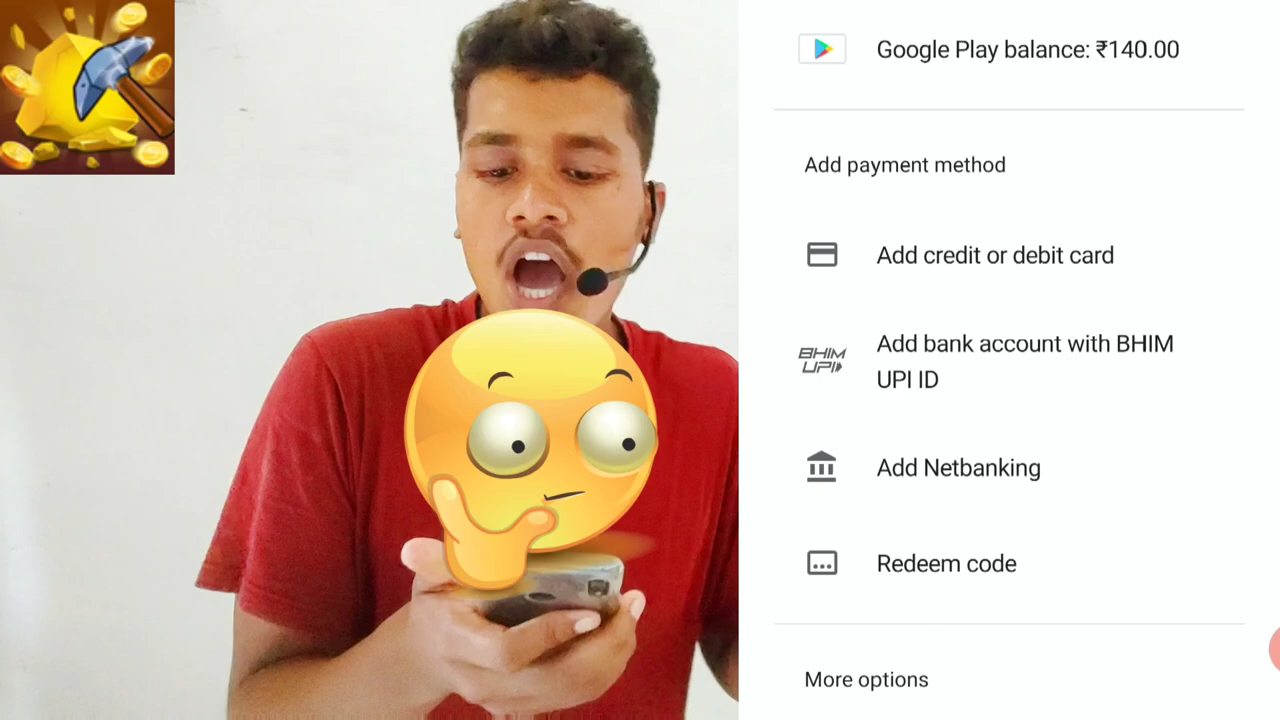 Google Play balance: ₹140.00
Add payment method
Add credit or debit card
BHIM
UPI
Add bank account with BHIM
UPI ID
Add Netbanking
Redeem code
More options